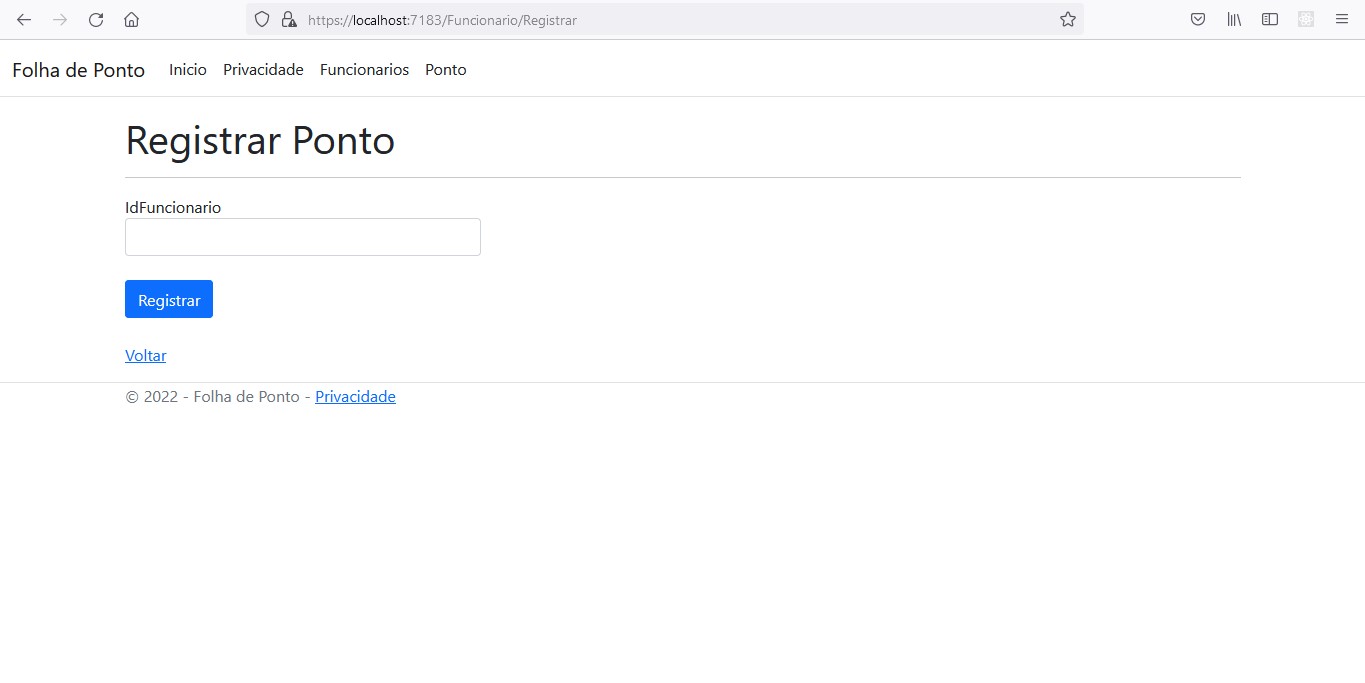 https://localhost:7183/Funcionario/Registrar
Folha de Ponto Inicio Privacidade Funcionarios Ponto
Registrar Ponto
IdFuncionario
Registrar
Voltar
© 2022 - Folha de Ponto - Privacidade